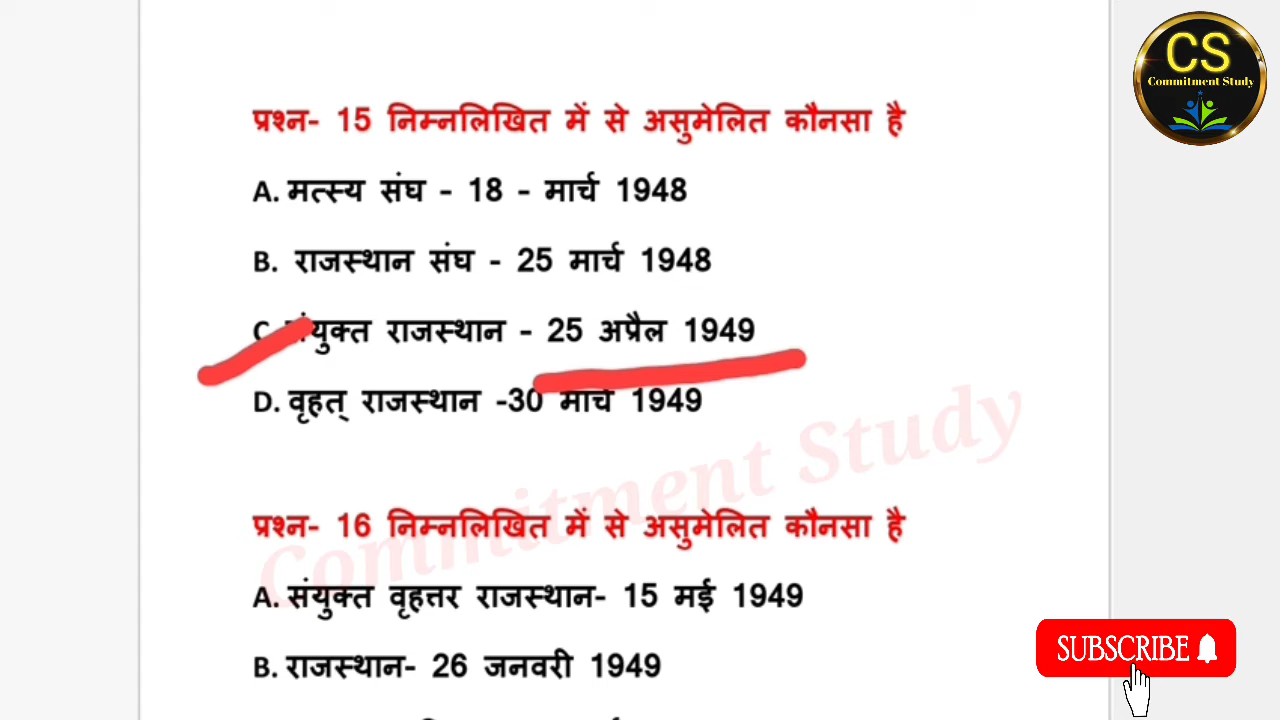 CS
Commitment Study
प्रश्न- 15 निम्नलिखित में से असुमेलित कौनसा है
A. मत्स्य संघ - 18 - मार्च 1948
B. राजस्थान संघ - 25 मार्च 1948
C. संयुक्त राजस्थान - 25 अप्रैल 1949
D. वृहत् राजस्थान -30 मार्च 1949
Commitment Study
प्रश्न- 16 निम्नलिखित में से असुमेलित कौनसा है
A. संयुक्त वृहत्तर राजस्थान- 15 मई 1949
B. राजस्थान- 26 जनवरी 1949
SUBSCRIBE